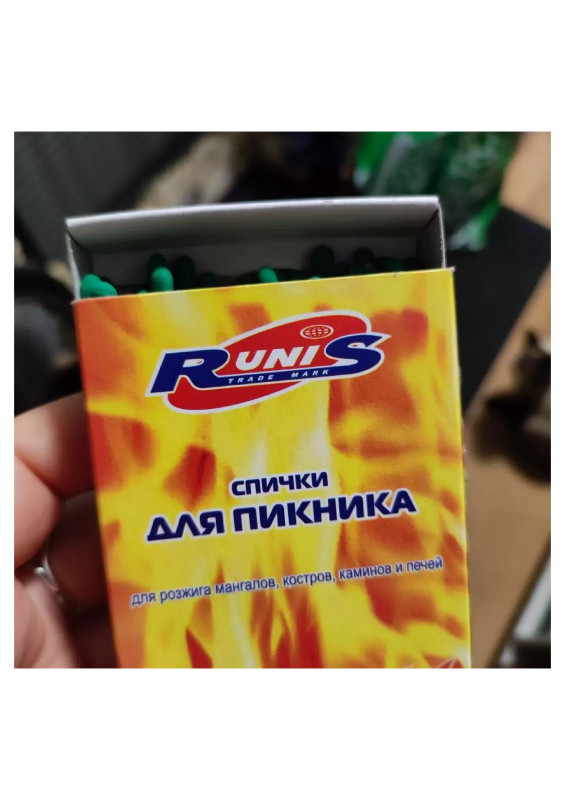 RUNIS
TRADE MARK
СПИЧКИ
ДЛЯ ПИКНИКА
для розжига мангалов, костров, каминов и печей